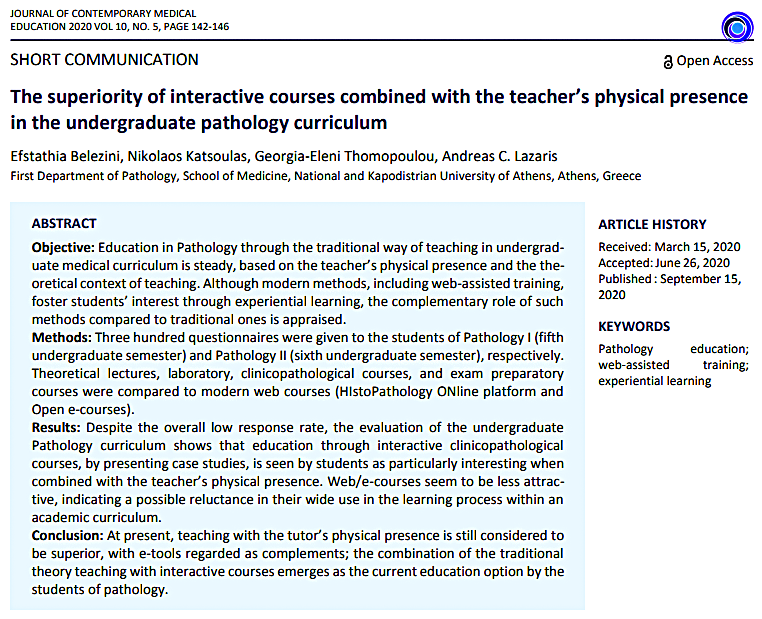 JOURNAL OF CONTEMPORARY MEDICAL
EDUCATION 2020 VOL 10, NO. 5, PAGE 142-146
SHORT COMMUNICATION
Open Access
The superiority of interactive courses combined with the teacher's physical presence
in the undergraduate pathology curriculum
Efstathia Belezini, Nikolaos Katsoulas, Georgia-Eleni Thomopoulou, Andreas C. Lazaris
First Department of Pathology, School of Medicine, National and Kapodistrian University of Athens, Athens, Greece
ABSTRACT
Objective: Education in Pathology through the traditional way of teaching in undergrad-
uate medical curriculum is steady, based on the teacher's physical presence and the the-
oretical context of teaching. Although modern methods, including web-assisted training,
foster students' interest through experiential learning, the complementary role of such
methods compared to traditional ones is appraised.
Methods: Three hundred questionnaires were given to the students of Pathology I (fifth
undergraduate semester) and Pathology II (sixth undergraduate semester), respectively.
Theoretical lectures, laboratory, clinicopathological courses, and exam preparatory
courses were compared to modern web courses (HIstoPathology ONline platform and
Open e-courses).
Results: Despite the overall low response rate, the evaluation of the undergraduate
Pathology curriculum shows that education through interactive clinicopathological
courses, by presenting case studies, is seen by students as particularly interesting when
combined with the teacher's physical presence. Web/e-courses seem to be less attrac-
tive, indicating a possible reluctance in their wide use in the learning process within an
academic curriculum.
Conclusion: At present, teaching with the tutor's physical presence is still considered to
be superior, with e-tools regarded as complements; the combination of the traditional
theory teaching with interactive courses emerges as the current education option by the
students of pathology.
ARTICLE HISTORY
Received: March 15, 2020
Accepted: June 26, 2020
Published : September 15,
2020
KEYWORDS
Pathology education;
web-assisted training;
experiential learning